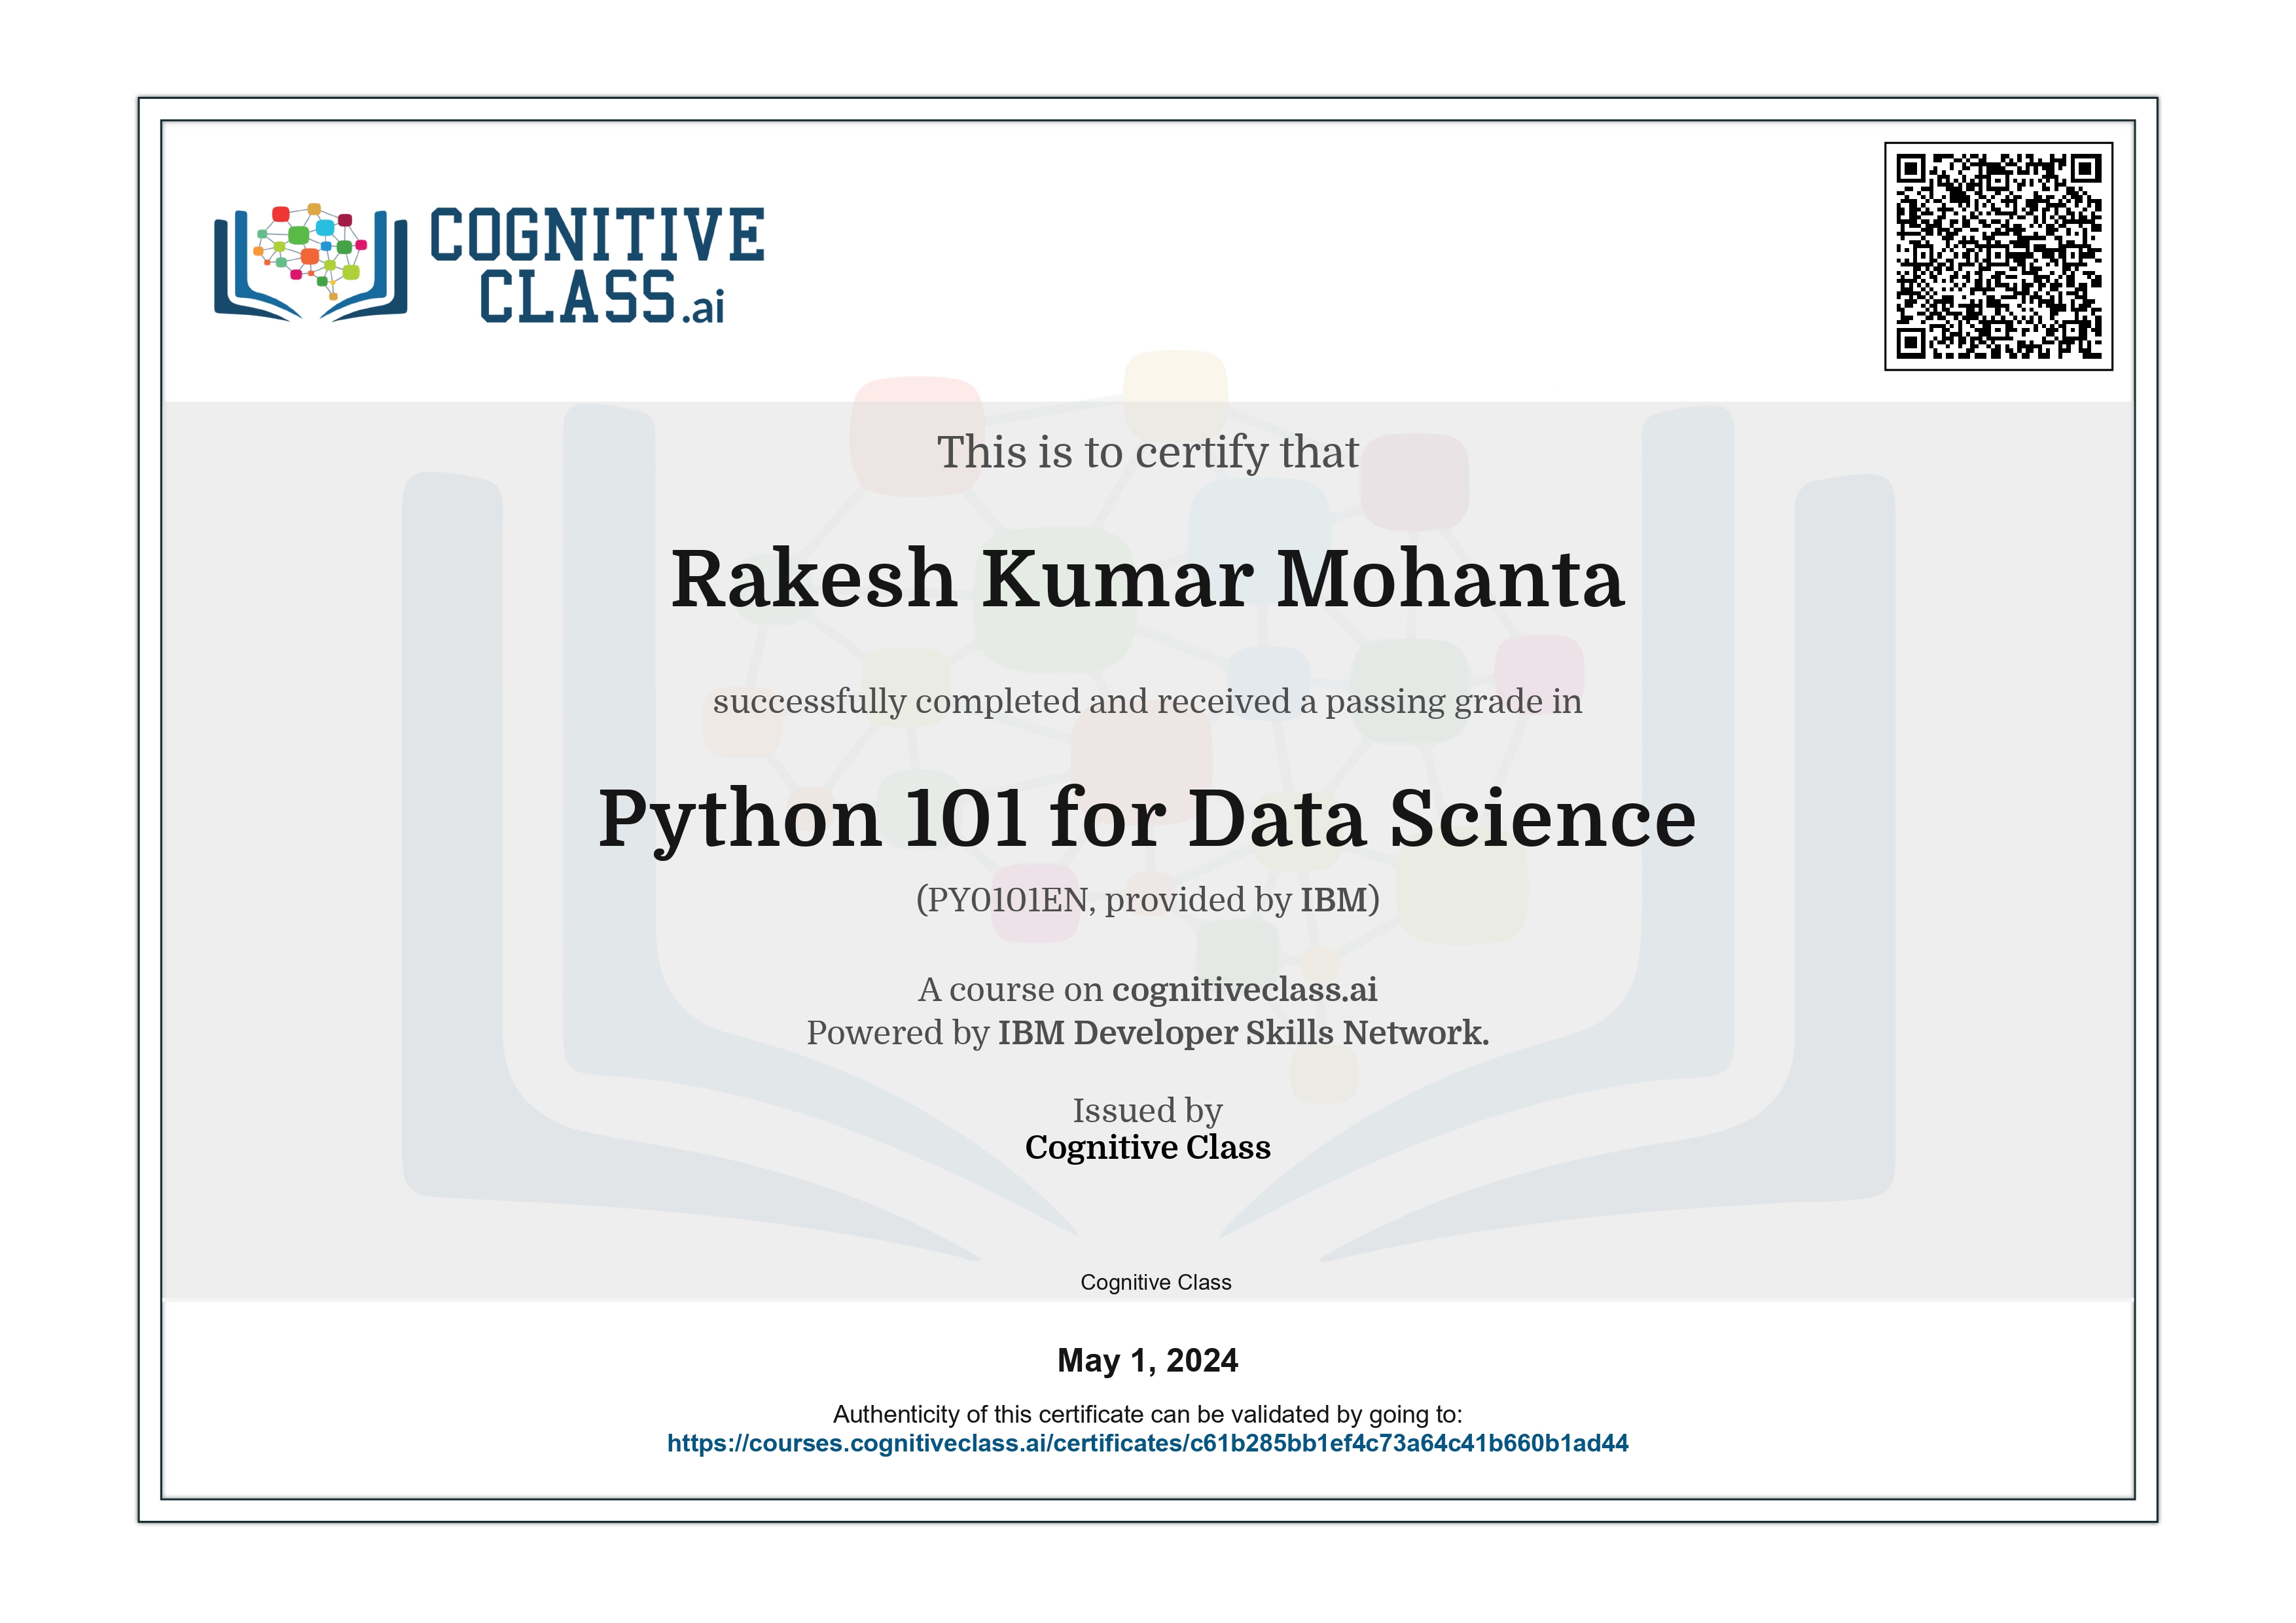 COGNITIVE
CLASS.ai
This is to certify that
Rakesh Kumar Mohanta
successfully completed and received a passing grade in
Python 101 for Data Science
(PY0101EN, provided by IBM)
A course on cognitiveclass.ai
Powered by IBM Developer Skills Network.
Issued by
Cognitive Class
Cognitive Class
May 1, 2024
Authenticity of this certificate can be validated by going to:
https://courses.cognitiveclass.ai/certificates/c61b285bb1ef4c73a64c41b660b1ad44